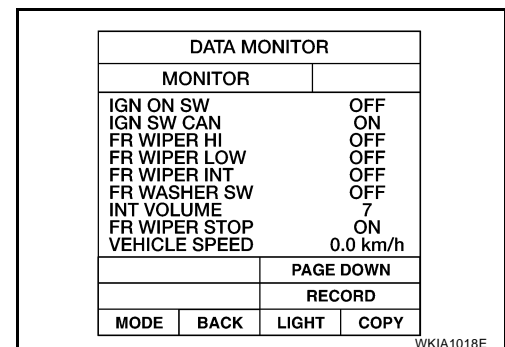 DATA MONITOR
MONITOR
IGN ON SW OFF
IGN SW CAN ON
FR WIPER HI OFF
FR WIPER LOW OFF
FR WIPER INT OFF
FR WASHER SW OFF
INT VOLUME 7
FR WIPER STOP ON
VEHICLE SPEED 0.0 km/h
PAGE DOWN
RECORD
MODE BACK LIGHT COPY
WKIA1018E